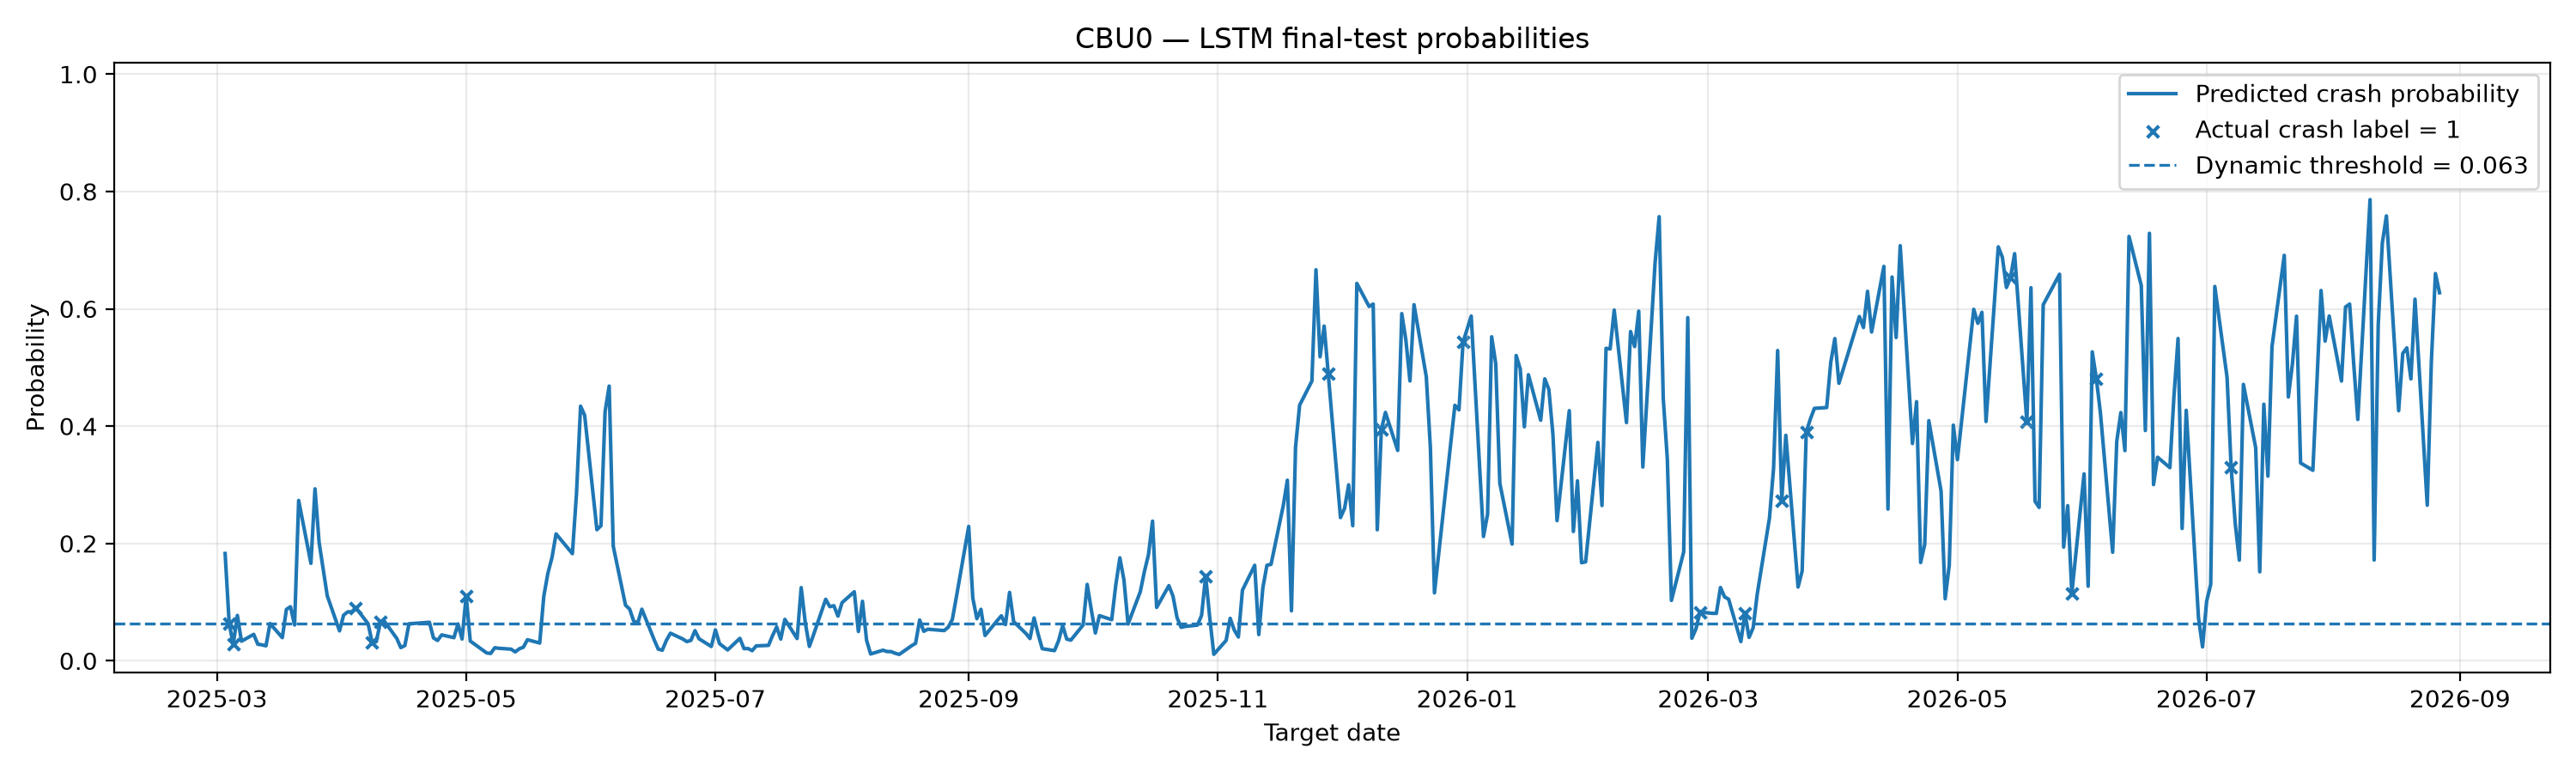 CBU0 — LSTM final-test probabilities
Predicted crash probability
Actual crash label = 1
Dynamic threshold = 0.063
Probability
1.0
0.8
0.6
0.4
0.2
0.0
2025-03 2025-05 2025-07 2025-09 2025-11 2026-01 2026-03 2026-05 2026-07 2026-09
Target date